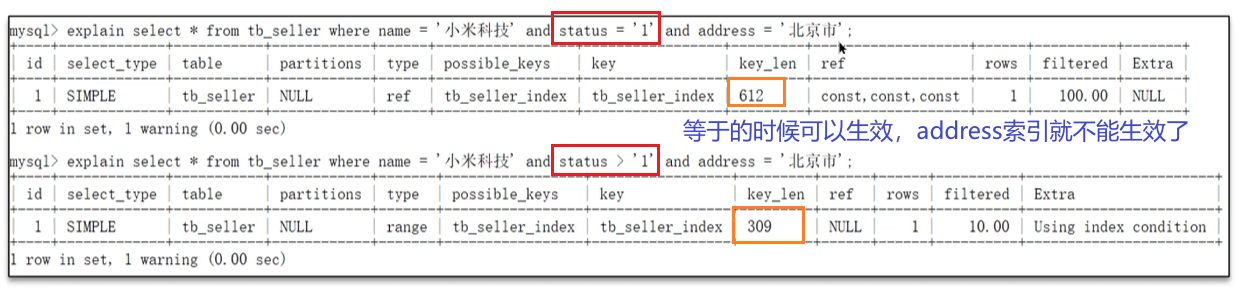 mysql> explain select * from tb_seller where name = '小米科技' and status = '1' and address = '北京市';
| id | select_type | table | partitions | type | possible_keys | key | key_len | ref | rows | filtered | Extra |
| 1 | SIMPLE | tb_seller | NULL | ref | tb_seller_index | tb_seller_index | 612 | const,const,const | 1 | 100.00 | NULL |
1 row in set, 1 warning (0.00 sec)
等于的时候可以生效，address索引就不能生效了
mysql> explain select * from tb_seller where name = '小米科技' and status > '1' and address = '北京市';
| id | select_type | table | partitions | type | possible_keys | key | key_len | ref | rows | filtered | Extra |
| 1 | SIMPLE | tb_seller | NULL | range | tb_seller_index | tb_seller_index | 309 | NULL | 1 | 10.00 | Using index condition |
1 row in set, 1 warning (0.00 sec)